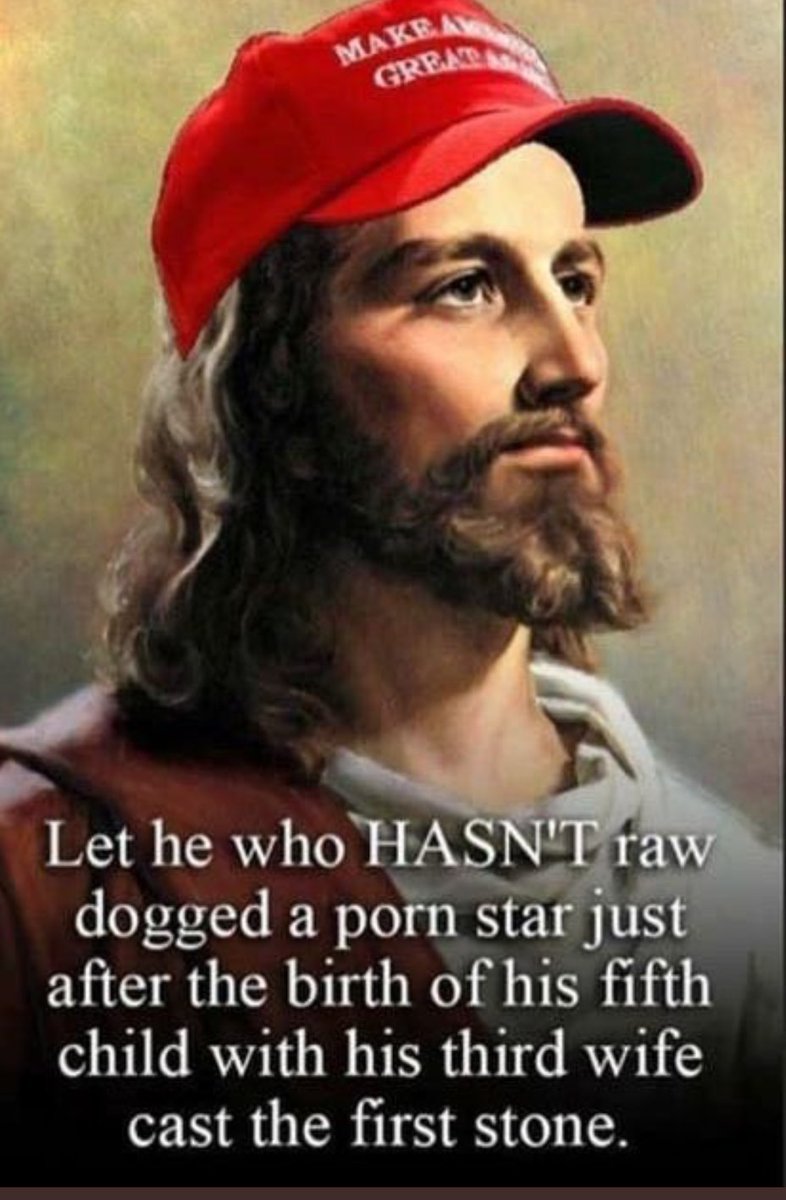 MAKE
GREAT
Let he who HASN'T raw
dogged a porn star just
after the birth of his fifth
child with his third wife
cast the first stone.